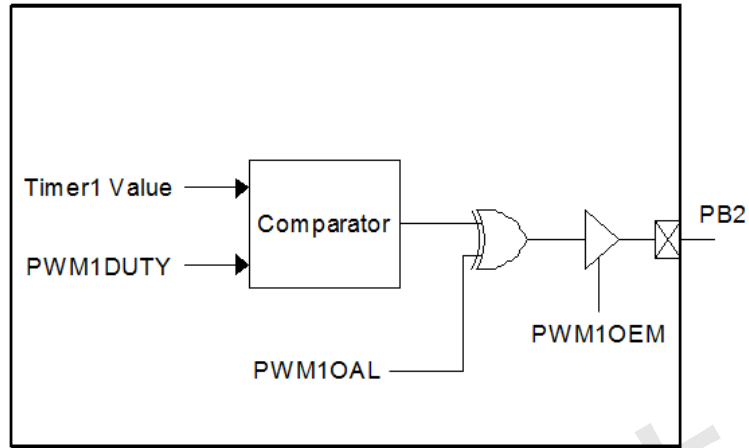 Timer1 Value
Comparator
PB2
PWM1DUTY
PWM1OEM
PWM1OAL